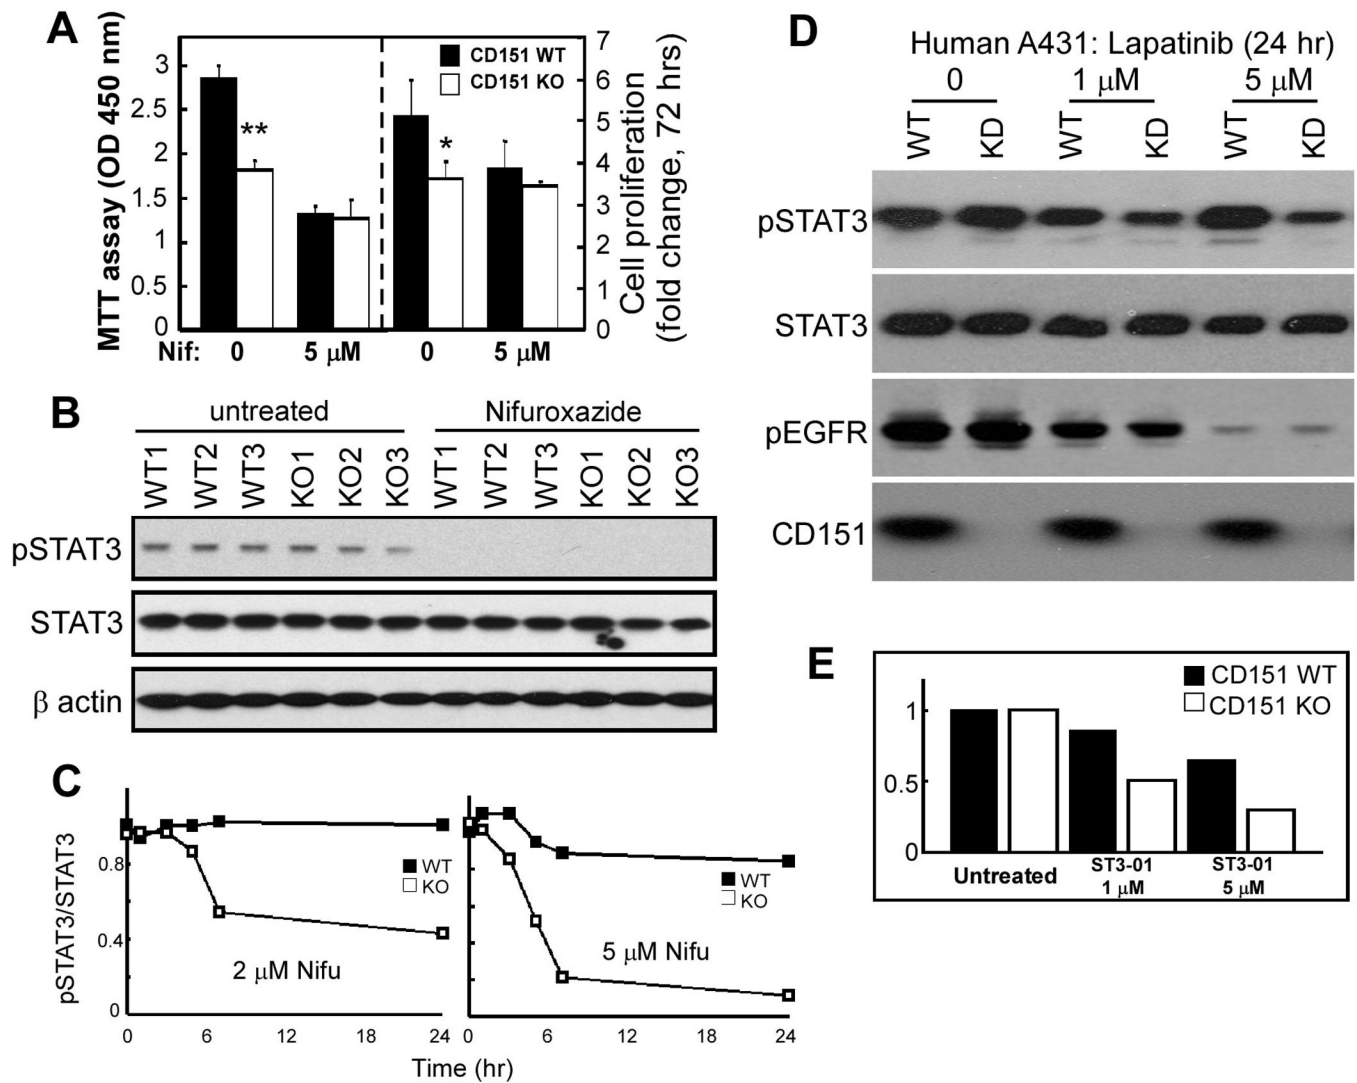 A
MTT assay (OD 450 nm)
3
2.5
2
1.5
1
0.5
0
CD151 WT
CD151 KO
**
*
7
6
5
4
3
2
1
0
Cell proliferation
(fold change, 72 hrs)
Nif: 0 5 μM 0 5 μM
B
untreated Nifuroxazide
WT1 WT2 WT3 KO1 KO2 KO3 WT1 WT2 WT3 KO1 KO2 KO3
pSTAT3
STAT3
β actin
C
pSTAT3/STAT3
0.8
0.4
0
WT
KO
2 μM Nifu
0 6 12 18 24
WT
KO
5 μM Nifu
0 6 12 18 24
Time (hr)
D
Human A431: Lapatinib (24 hr)
0 1 μM 5 μM
WT KD WT KD WT KD
pSTAT3
STAT3
pEGFR
CD151
E
CD151 WT
CD151 KO
1
0.5
0
Untreated
ST3-01
1 μM
ST3-01
5 μM